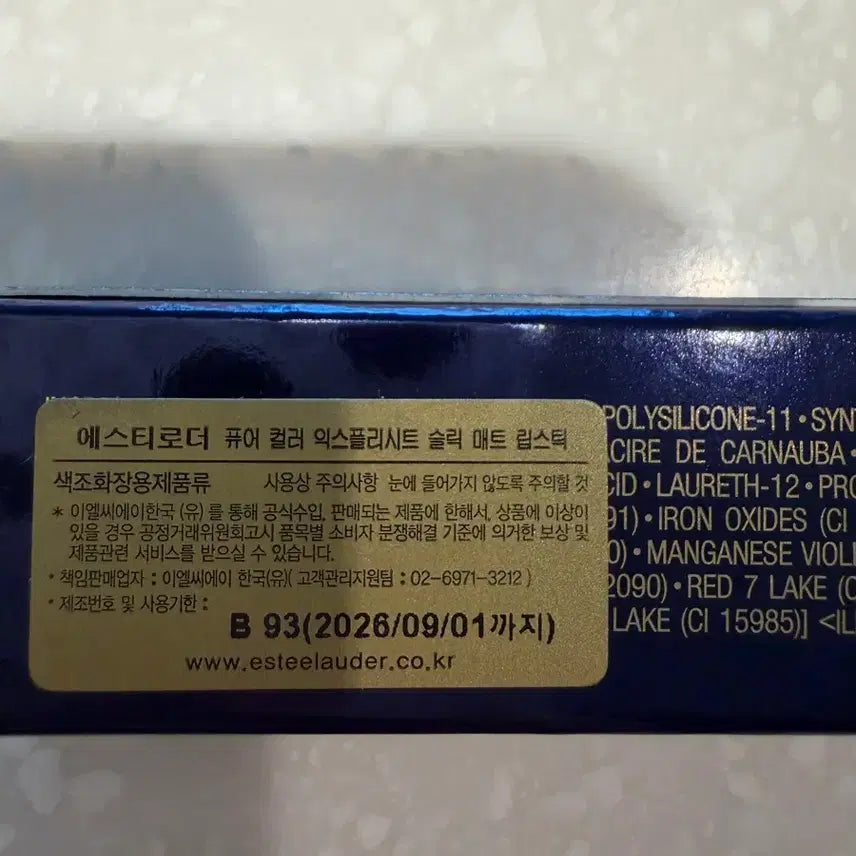 에스티로더 퓨어 컬러 익스플리시트 슬릭 매트 립스틱
색조화장용제품류 사용상 주의사항 눈에 들어가지 않도록 주의할 것
* 이엘씨에이한국 (유) 를 통해 공식수입, 판매되는 제품에 한해서, 상품에 이상이
있을 경우 공정거래위원회고시 품목별 소비자 분쟁해결 기준에 의거한 보상 및
제품관련 서비스를 받으실 수 있습니다.
* 책임판매업자 : 이엘씨에이 한국(유)( 고객관리지원팀 : 02-6971-3212 )
* 제조번호 및 사용기한 :
B 93(2026/09/01까지)
www.esteelauder.co.kr
POLYSILICONE-11 • SYN
ACIRE DE CARNAUBA •
CID • LAURETH-12 • PRO
91) • IRON OXIDES (CI
0) • MANGANESE VIOL
2090) • RED 7 LAKE (C
LAKE (CI 15985)] <IL